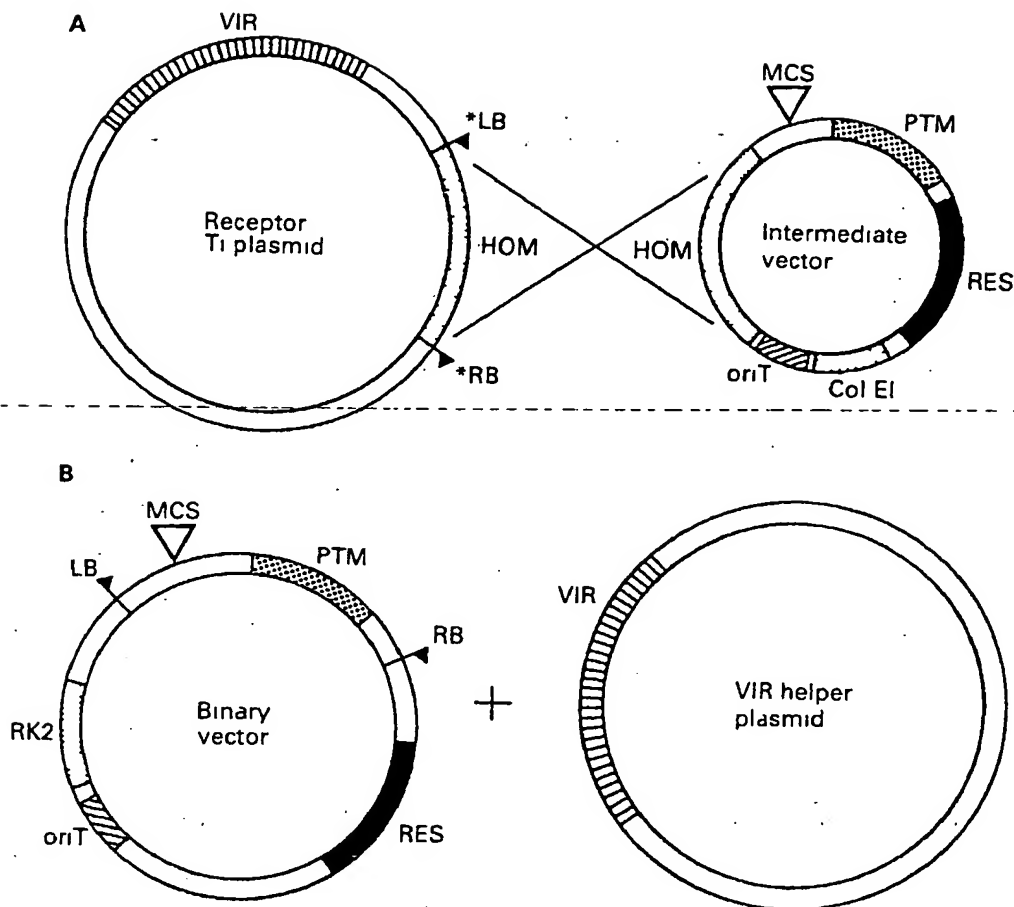 A
VIR
*LB
Receptor
Ti plasmid
HOM
*RB
MCS
PTM
HOM
Intermediate
vector
RES
oriT
Col EI
B
MCS
LB
PTM
RB
RK2
Binary
vector
oriT
RES
+
VIR
VIR helper
plasmid